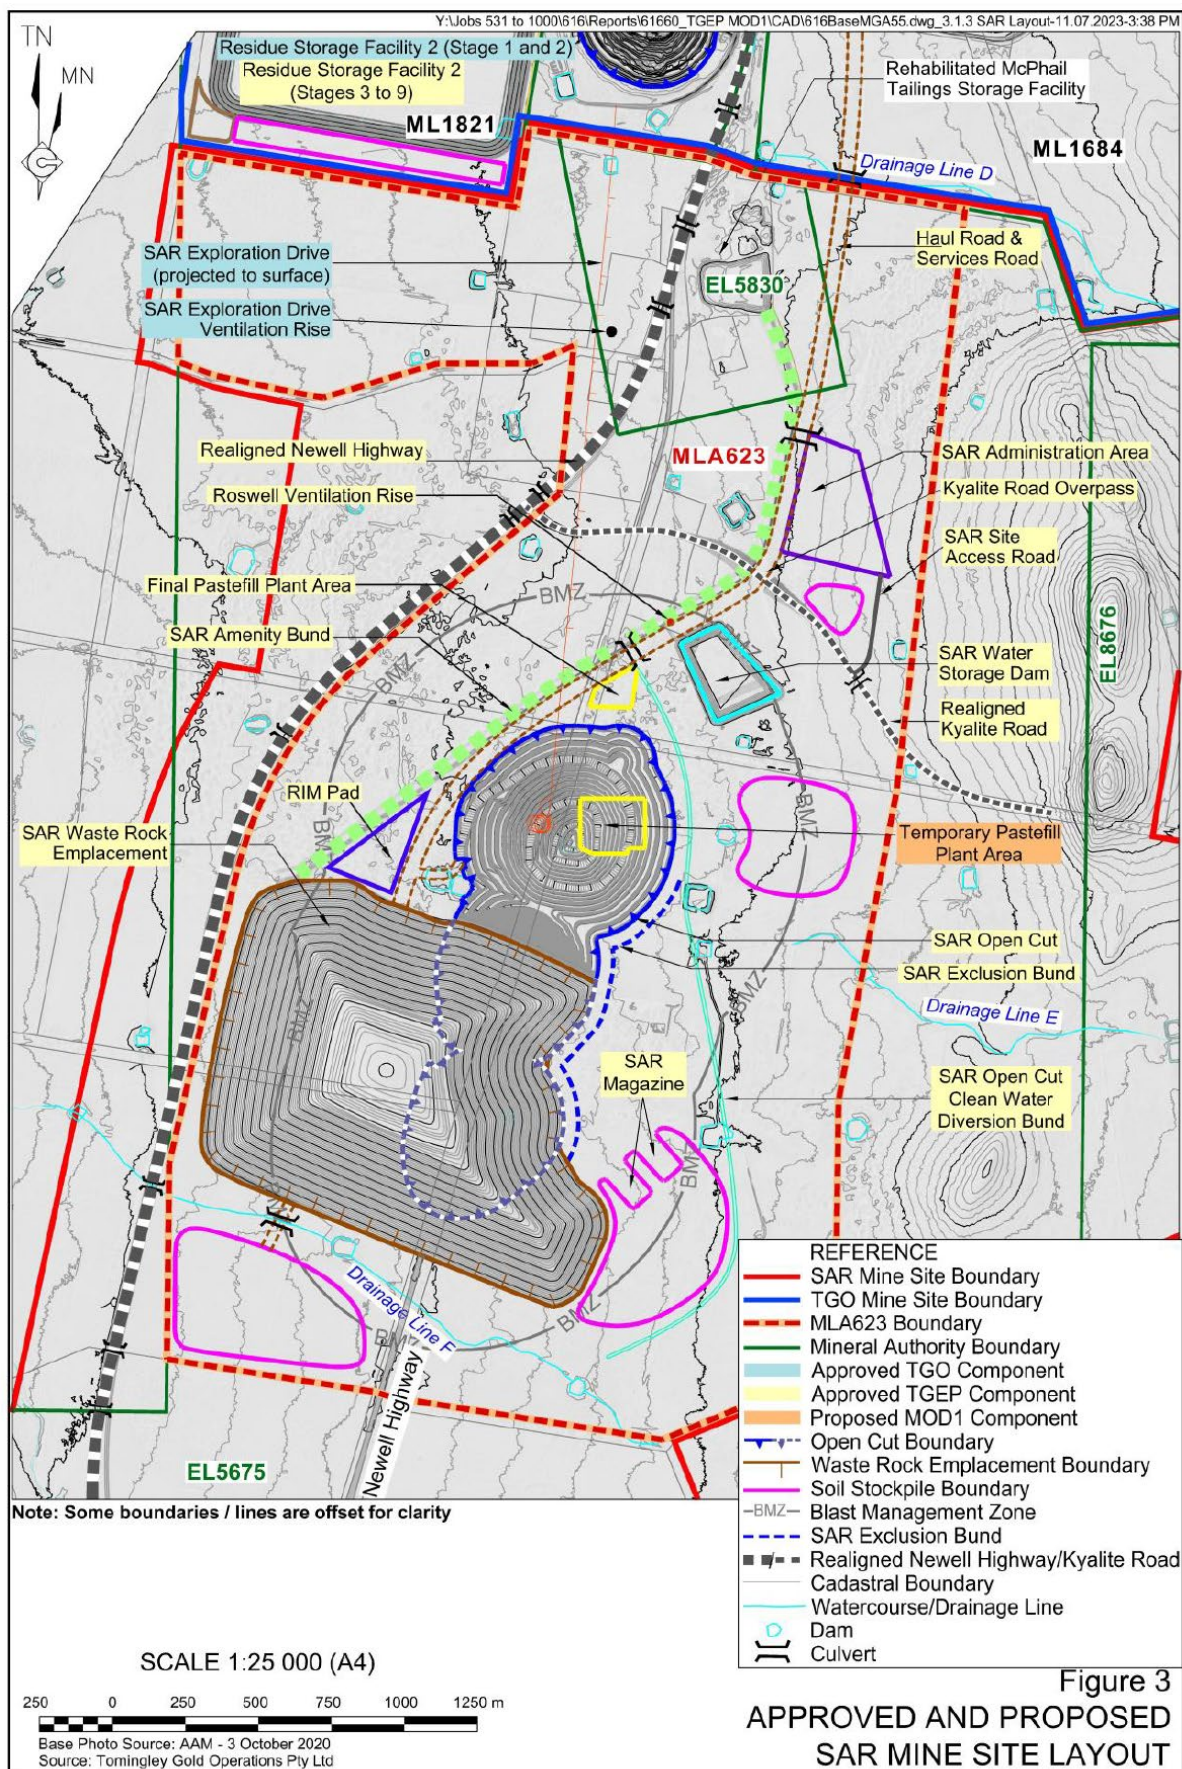 Y:\Jobs 531 to 1000\616\Reports\61660_TGEP MOD1\CAD\616BaseMGA55.dwg_3.1.3 SAR Layout-11.07.2023-3:38 PM
TN
MN
Residue Storage Facility 2 (Stage 1 and 2)
Residue Storage Facility 2
(Stages 3 to 9)
ML1821
Rehabilitated McPhail
Tailings Storage Facility
ML1684
Drainage Line D
SAR Exploration Drive
(projected to surface)
Haul Road &
Services Road
EL5830
SAR Exploration Drive
Ventilation Rise
Realigned Newell Highway
MLA623
SAR Administration Area
Roswell Ventilation Rise
Kyalite Road Overpass
SAR Site
Access Road
Final Pastefill Plant Area
BMZ
SAR Amenity Bund
EL8676
SAR Water
Storage Dam
BMZ
BMZ
Realigned
Kyalite Road
RIM Pad
BMZ
BMZ
SAR Waste Rock
Emplacement
Temporary Pastefill
Plant Area
SAR Open Cut
SAR Exclusion Bund
BMZ
BMZ
Drainage Line E
SAR
Magazine
SAR Open Cut
Clean Water
Diversion Bund
BMZ
BMZ
Drainage Line F
BMZ
BMZ
Newell Highway
EL5675
REFERENCE
SAR Mine Site Boundary
TGO Mine Site Boundary
MLA623 Boundary
Mineral Authority Boundary
Approved TGO Component
Approved TGEP Component
Proposed MOD1 Component
Open Cut Boundary
Waste Rock Emplacement Boundary
Soil Stockpile Boundary
BMZ Blast Management Zone
SAR Exclusion Bund
Realigned Newell Highway/Kyalite Road
Cadastral Boundary
Watercourse/Drainage Line
Dam
Culvert
Note: Some boundaries / lines are offset for clarity
SCALE 1:25 000 (A4)
250 0 250 500 750 1000 1250 m
Base Photo Source: AAM - 3 October 2020
Source: Tomingley Gold Operations Pty Ltd
Figure 3
APPROVED AND PROPOSED
SAR MINE SITE LAYOUT